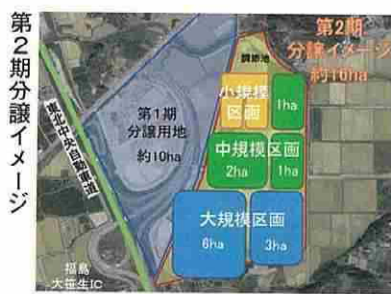 第2期分譲イメージ
第2期
分譲イメージ
約16ha
調節池
小規模
区画
1ha
第1期
分譲用地
約10ha
中規模区画
2ha
1ha
大規模区画
6ha
3ha
東北中央自動車道
福島
大笹生IC